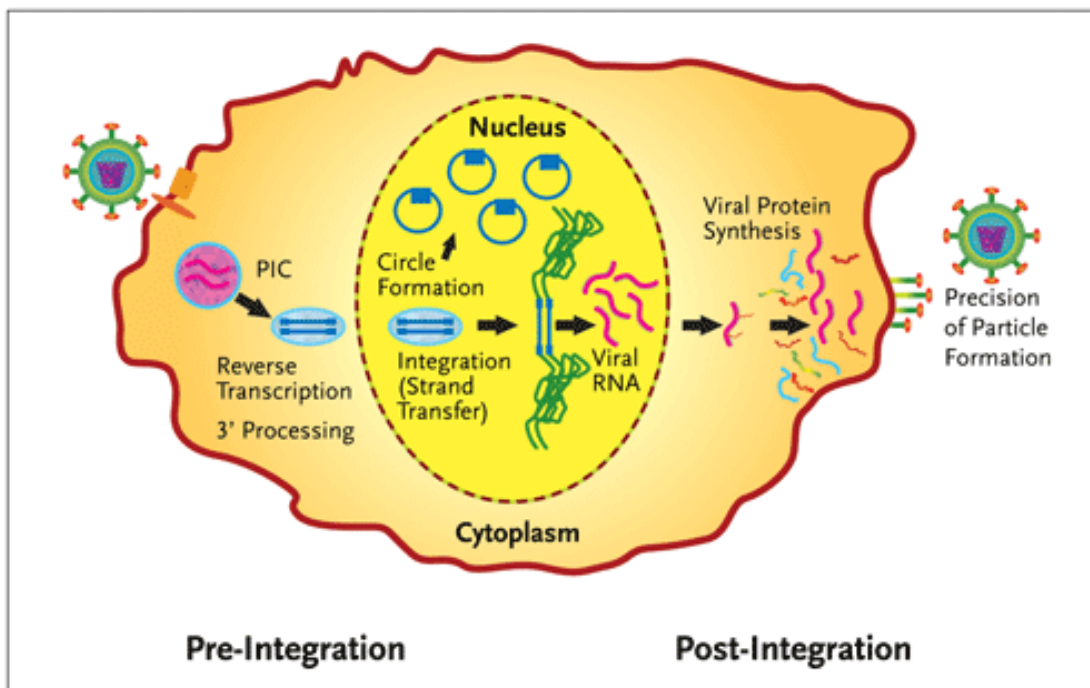 Nucleus
PIC
Circle
Formation
Reverse
Transcription
3' Processing
Integration
(Strand
Transfer)
Viral
RNA
Viral Protein
Synthesis
Precision
of Particle
Formation
Cytoplasm
Pre-Integration
Post-Integration